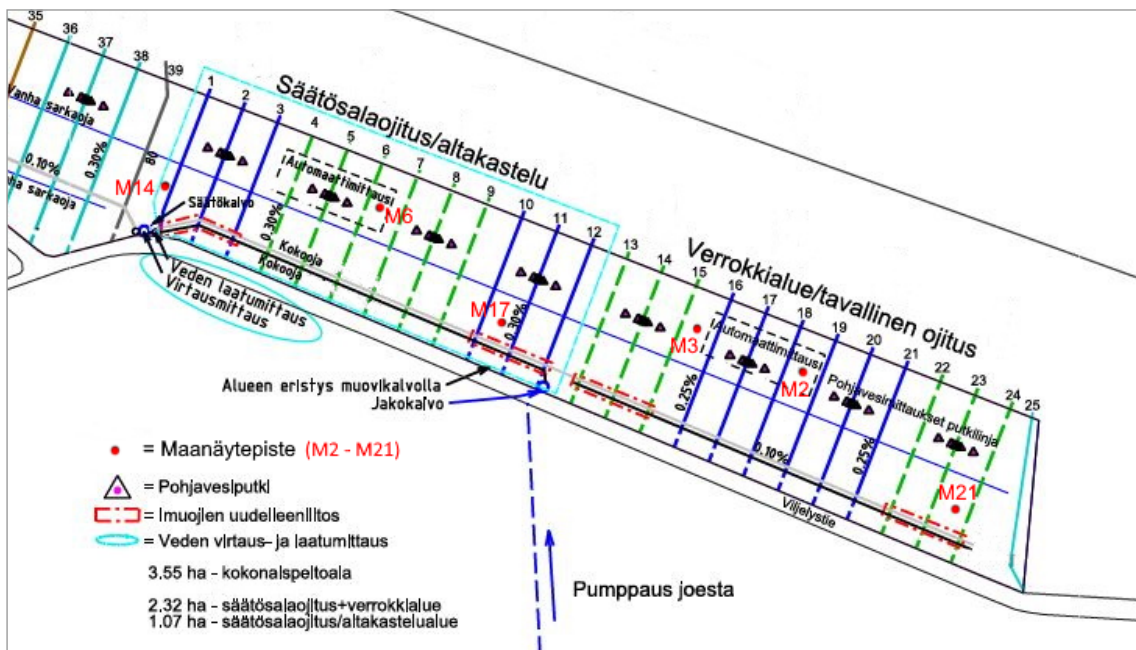 35
36
37
38
39
1
2
3
4
5
6
7
8
9
10
11
12
13
14
15
16
17
18
19
20
21
22
23
24
25
Säätösalaojitus/altakastelu
Verrokkialue/tavallinen ojitus
Vanha sarkaoja
0.10%
0.30%
80
nha sarkaoja
M14
Säätökalvo
Automaattimittausi
M6
0.30%
Kokooja
Kokooja
Veden laatumittaus
Virtausmittaus
M17
0.30%
Alueen eristys muovikalvolla
Jakokalvo
M3
Automaattimittausi
M2
Pohjavesimittaukset putkilinja
0.25%
0.10%
0.25%
M21
Viljelystie
= Maanäytepiste (M2 - M21)
= Pohjavesiputki
= Imuojien uudelleenliitos
= Veden virtaus- ja laatumittaus
3.55 ha - kokonaispeltoala
2.32 ha - säätösalaojitus+verrokkialue
1.07 ha - säätösalaojitus/altakastelualue
Pumppaus joesta